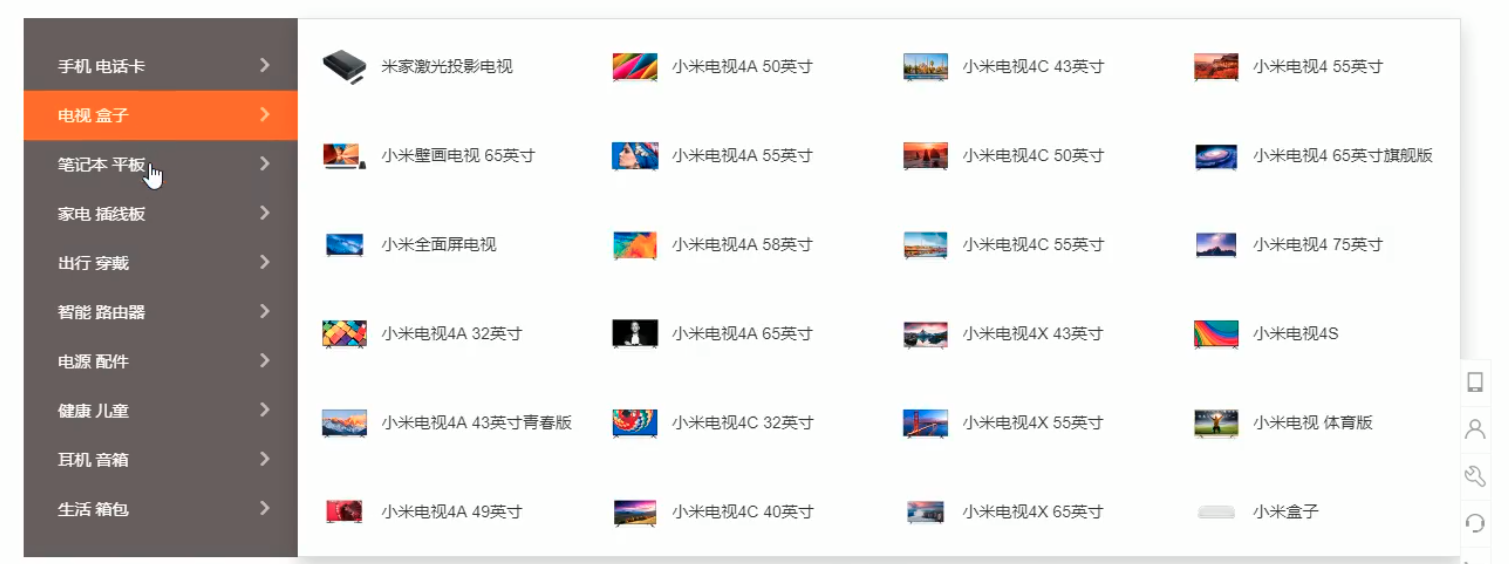 手机 电话卡
电视 盒子
笔记本 平板
家电 插线板
出行 穿戴
智能 路由器
电源 配件
健康 儿童
耳机 音箱
生活 箱包
米家激光投影电视
小米壁画电视 65英寸
小米全面屏电视
小米电视4A 32英寸
小米电视4A 43英寸青春版
小米电视4A 49英寸
小米电视4A 50英寸
小米电视4A 55英寸
小米电视4A 58英寸
小米电视4A 65英寸
小米电视4C 32英寸
小米电视4C 40英寸
小米电视4C 43英寸
小米电视4C 50英寸
小米电视4C 55英寸
小米电视4X 43英寸
小米电视4X 55英寸
小米电视4X 65英寸
小米电视4 55英寸
小米电视4 65英寸旗舰版
小米电视4 75英寸
小米电视4S
小米电视 体育版
小米盒子